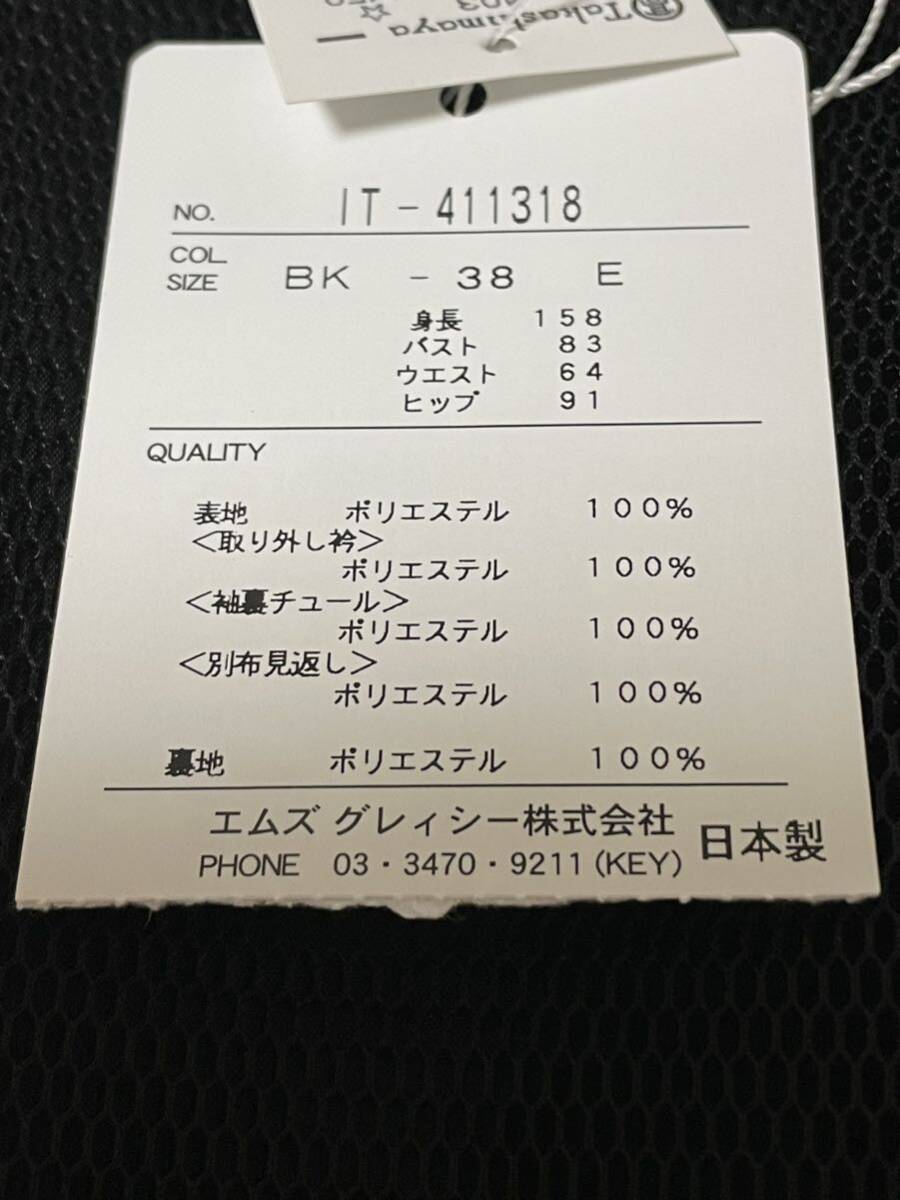 Takashimaya
NO. IT-411318
COL
SIZE BK - 38 E
身長 158
バスト 83
ウエスト 64
ヒップ 91
QUALITY
表地 ポリエステル 100%
<取り外し衿>
ポリエステル 100%
<袖裏チュール>
ポリエステル 100%
<別布見返し>
ポリエステル 100%
裏地 ポリエステル 100%
エムズ グレィシー株式会社 日本製
PHONE 03・3470・9211(KEY)